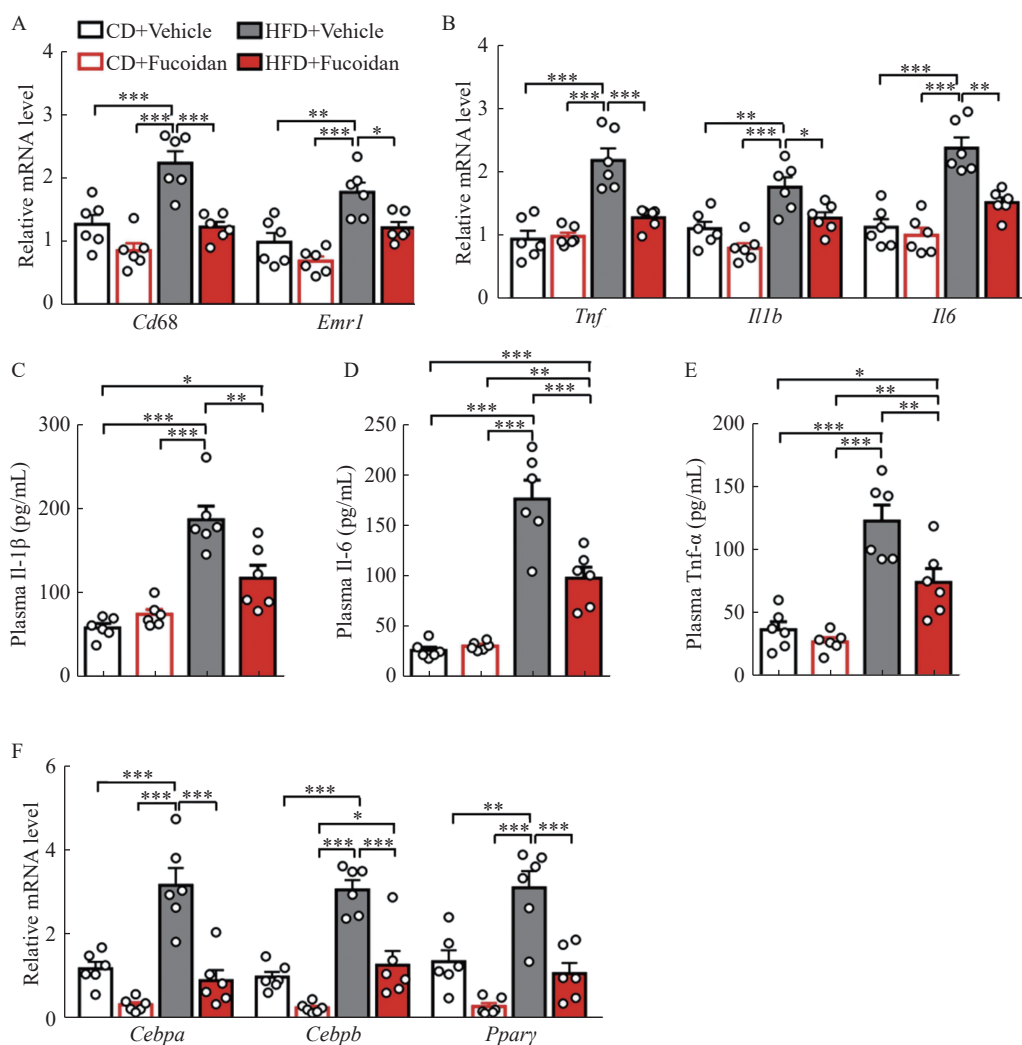 A
CD+Vehicle HFD+Vehicle
CD+Fucoidan HFD+Fucoidan
Relative mRNA level
4
3
2
1
0
*** *** ***
** *** *
Cd68 Emr1
B
Relative mRNA level
4
3
2
1
0
*** *** ***
** *** *
*** *** **
Tnf Il1b Il6
C
Plasma Il-1β (pg/mL)
300
200
100
0
*
**
***
***
D
Plasma Il-6 (pg/mL)
250
200
150
100
50
0
***
**
***
***
***
E
Plasma Tnf-α (pg/mL)
200
150
100
50
0
*
**
**
***
***
F
Relative mRNA level
6
4
2
0
*** *** ***
*** * *** ***
** *** ***
Cebpa Cebpb Pparγ